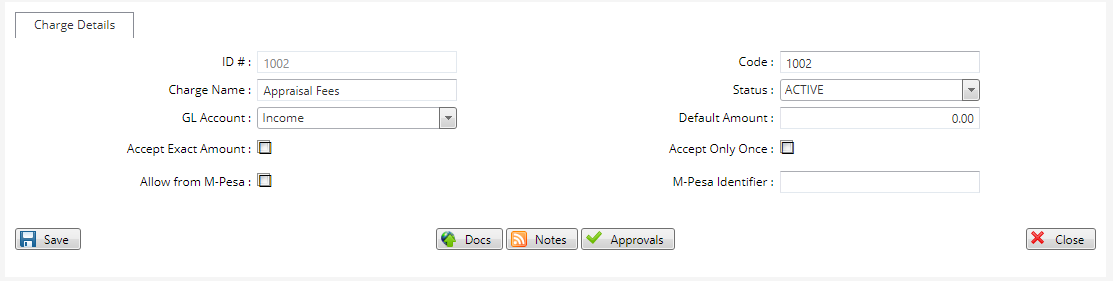 Charge Details
ID # : 1002 Code : 1002
Charge Name : Appraisal Fees Status : ACTIVE
GL Account : Income Default Amount : 0.00
Accept Exact Amount : Accept Only Once :
Allow from M-Pesa : M-Pesa Identifier :
Save Docs Notes Approvals Close